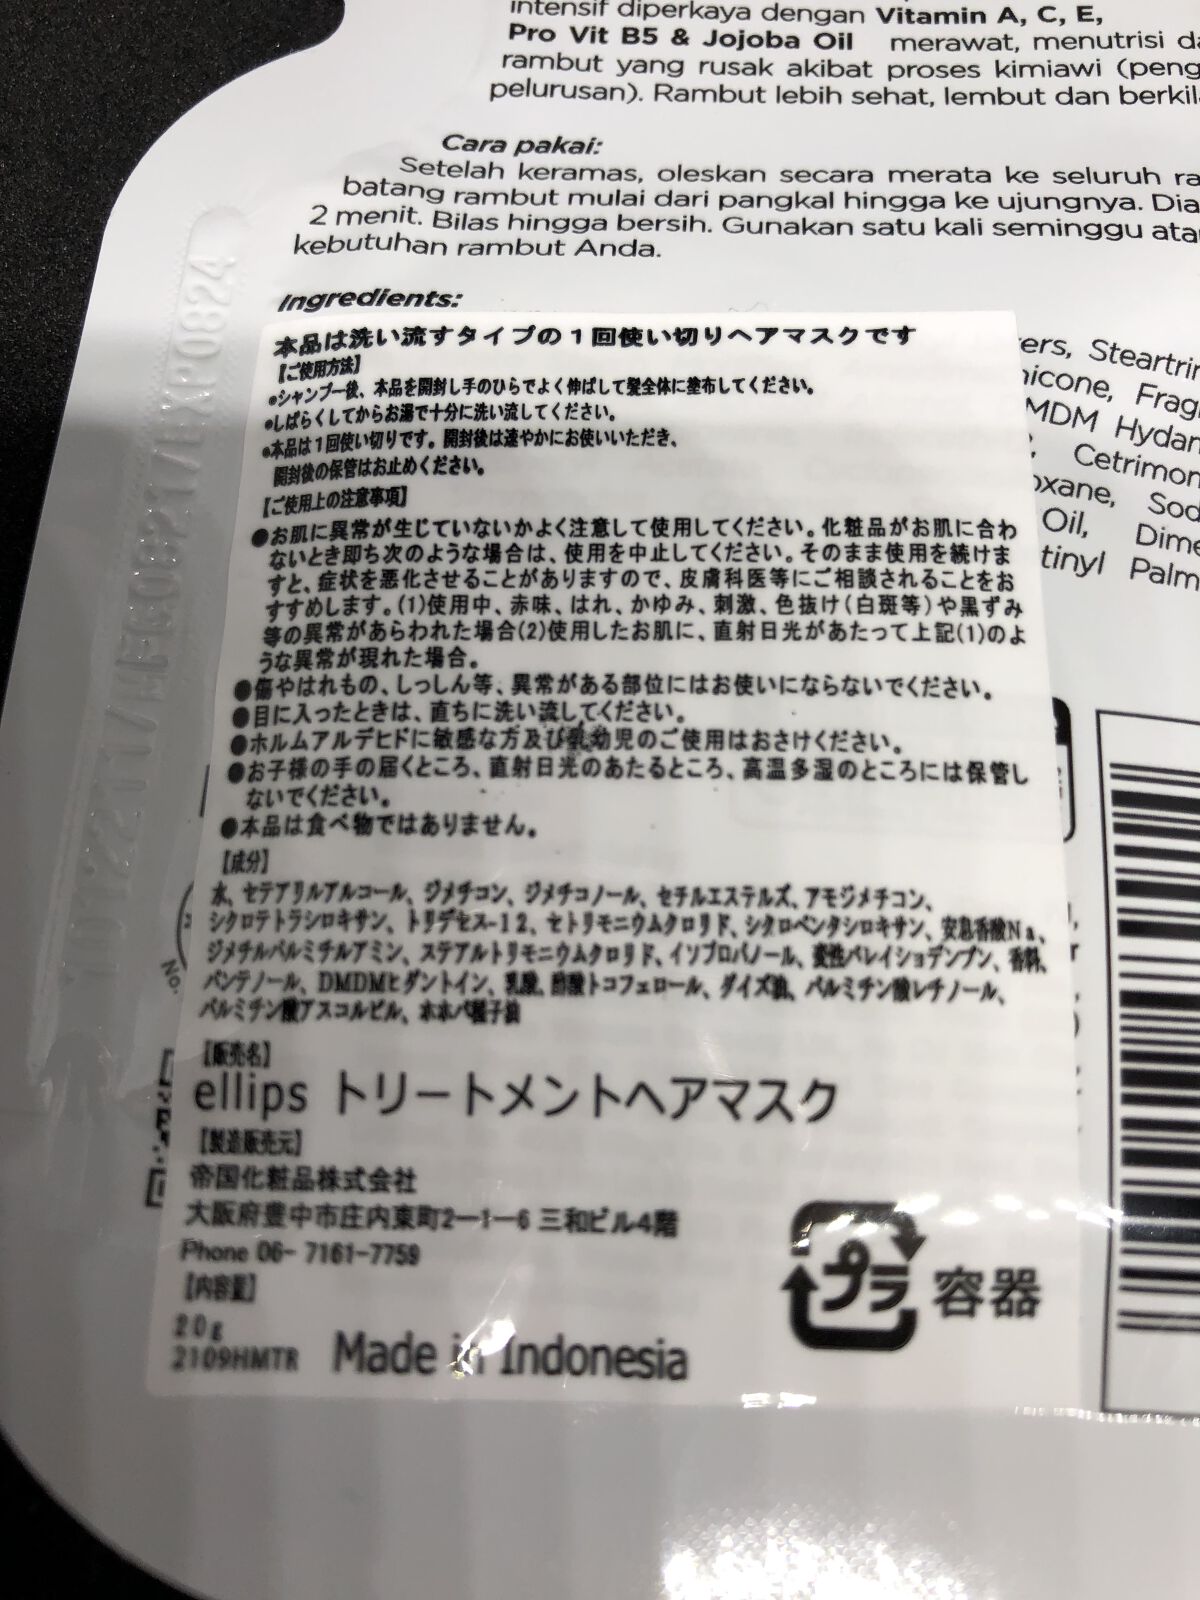 intensif diperkaya dengan Vitamin A, C, E,
Pro Vit B5 & Jojoba Oil merawat, menutrisi
rambut yang rusak akibat proses kimiawi
pelurusan). Rambut lebih sehat, lembut dan
Cara pakai:
Setelah keramas, oleskan secara merata ke seluruh
batang rambut mulai dari pangkal hingga ke ujungnya.
2 menit. Bilas hingga bersih. Gunakan satu kali seminggu
kebutuhan rambut Anda.
Ingredients:
ers, Steartri
nicone, Frag
MDM Hydan
Cetrimon
oxane, Sod
Oil, Dime
tinyl Palm
本品は洗い流すタイプの1回使い切りヘアマスクです
【ご使用方法】
●シャンプー後、本品を開封し手のひらでよく伸ばして髪全体に塗布してください。
●しばらくしてからお湯で十分に洗い流してください。
●本品は1回使い切りです。開封後は速やかにお使いいただき、
開封後の保管はお止めください。
【ご使用上の注意事項】
●お肌に異常が生じていないかよく注意して使用してください。化粧品がお肌に合わ
ないとき即ち次のような場合は、使用を中止してください。そのまま使用を続けま
すと、症状を悪化させることがありますので、皮膚科医等にご相談されることをお
すすめします。(1)使用中、赤味、はれ、かゆみ、刺激、色抜け(白斑等)や黒ずみ
等の異常があらわれた場合(2)使用したお肌に、直射日光があたって上記(1)のよ
うな異常が現れた場合。
●傷やはれもの、しっしん等、異常がある部位にはお使いにならないでください。
●目に入ったときは、直ちに洗い流してください。
●ホルムアルデヒドに敏感な方及び乳幼児のご使用はおさけください。
●お子様の手の届くところ、直射日光のあたるところ、高温多湿のところには保管し
ないでください。
●本品は食べ物ではありません。
【成分】
水、セテアリルアルコール、ジメチコン、ジメチコノール、セチルエステルズ、アモジメチコン、
シクロテトラシロキサン、トリデセス-12、セトリモニウムクロリド、シクロペンタシロキサン、安息香酸Na、
ジメチルパルミチルアミン、ステアルトリモニウムクロリド、イソプロパノール、変性バレイショデンプン、香料、
パンテノール、DMDMヒダントイン、乳酸、酢酸トコフェロール、ダイズ油、パルミチン酸レチノール、
パルミチン酸アスコルビル、ホホバ種子油
【販売名】
ellips トリートメントヘアマスク
【製造販売元】
帝国化粧品株式会社
大阪府豊中市庄内東町2−1−6 三和ビル4階
Phone 06- 7161-7759
【内容量】
20g
2109HMTR Made in Indonesia
プラ 容器
No.